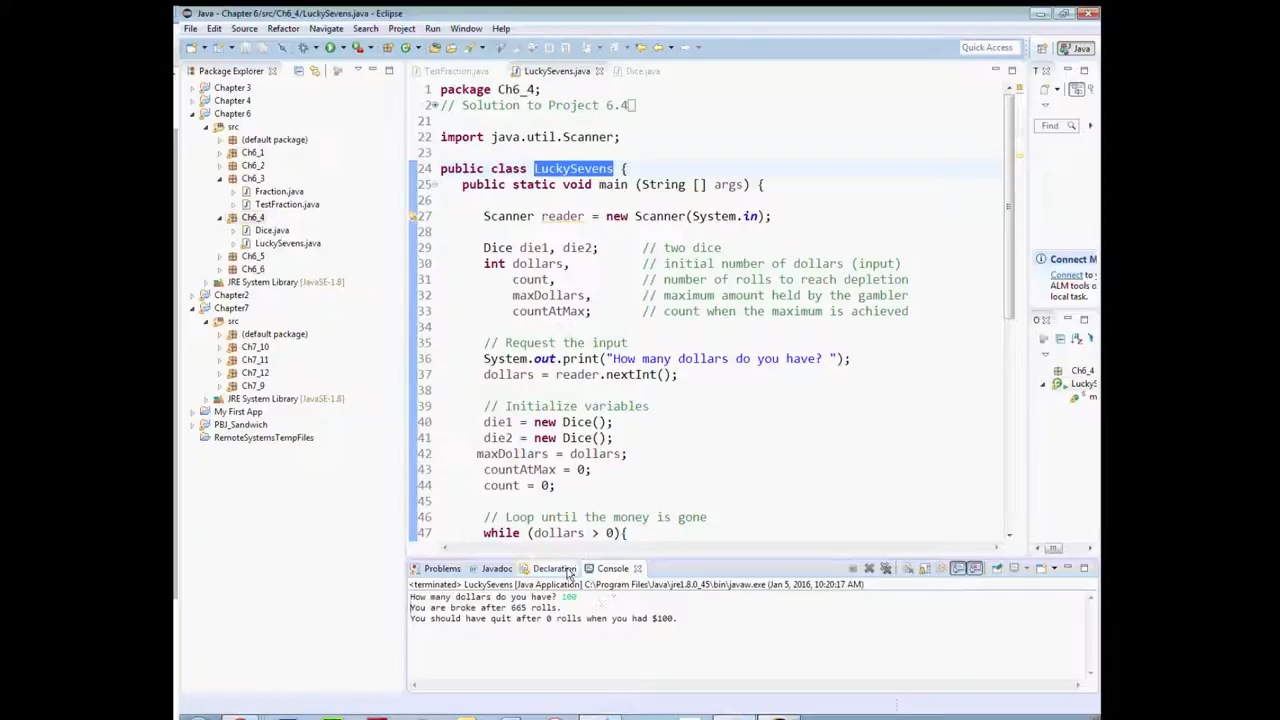 Java - Chapter 6/src/Ch6_4/LuckySevens.java - Eclipse
File Edit Source Refactor Navigate Search Project Run Window Help
Quick Access
Java
Package Explorer
Chapter 3
Chapter 4
Chapter 6
src
(default package)
Ch6_1
Ch6_2
Ch6_3
Fraction.java
TestFraction.java
Ch6_4
Dice.java
LuckySevens.java
Ch6_5
Ch6_6
JRE System Library [JavaSE-1.8]
Chapter2
Chapter7
src
(default package)
Ch7_10
Ch7_11
Ch7_12
Ch7_9
JRE System Library [JavaSE-1.8]
My First App
PBJ_Sandwich
RemoteSystemsTempFiles
TestFraction.java LuckySevens.java Dice.java
1 package Ch6_4;
2 // Solution to Project 6.4
21
22 import java.util.Scanner;
23
24 public class LuckySevens {
25 public static void main (String [] args) {
26
27 Scanner reader = new Scanner(System.in);
28
29 Dice die1, die2; // two dice
30 int dollars, // initial number of dollars (input)
31 count, // number of rolls to reach depletion
32 maxDollars, // maximum amount held by the gambler
33 countAtMax; // count when the maximum is achieved
34
35 // Request the input
36 System.out.print("How many dollars do you have? ");
37 dollars = reader.nextInt();
38
39 // Initialize variables
40 die1 = new Dice();
41 die2 = new Dice();
42 maxDollars = dollars;
43 countAtMax = 0;
44 count = 0;
45
46 // Loop until the money is gone
47 while (dollars > 0){
T
Find
Connect M
Connect to y
ALM tools o
local task.
O
Ch6_4
LuckyS
m
Problems Javadoc Declaration Console
<terminated> LuckySevens [Java Application] C:\Program Files\Java\jre1.8.0_45\bin\javaw.exe (Jan 5, 2016, 10:20:17 AM)
How many dollars do you have? 100
You are broke after 665 rolls.
You should have quit after 0 rolls when you had $100.